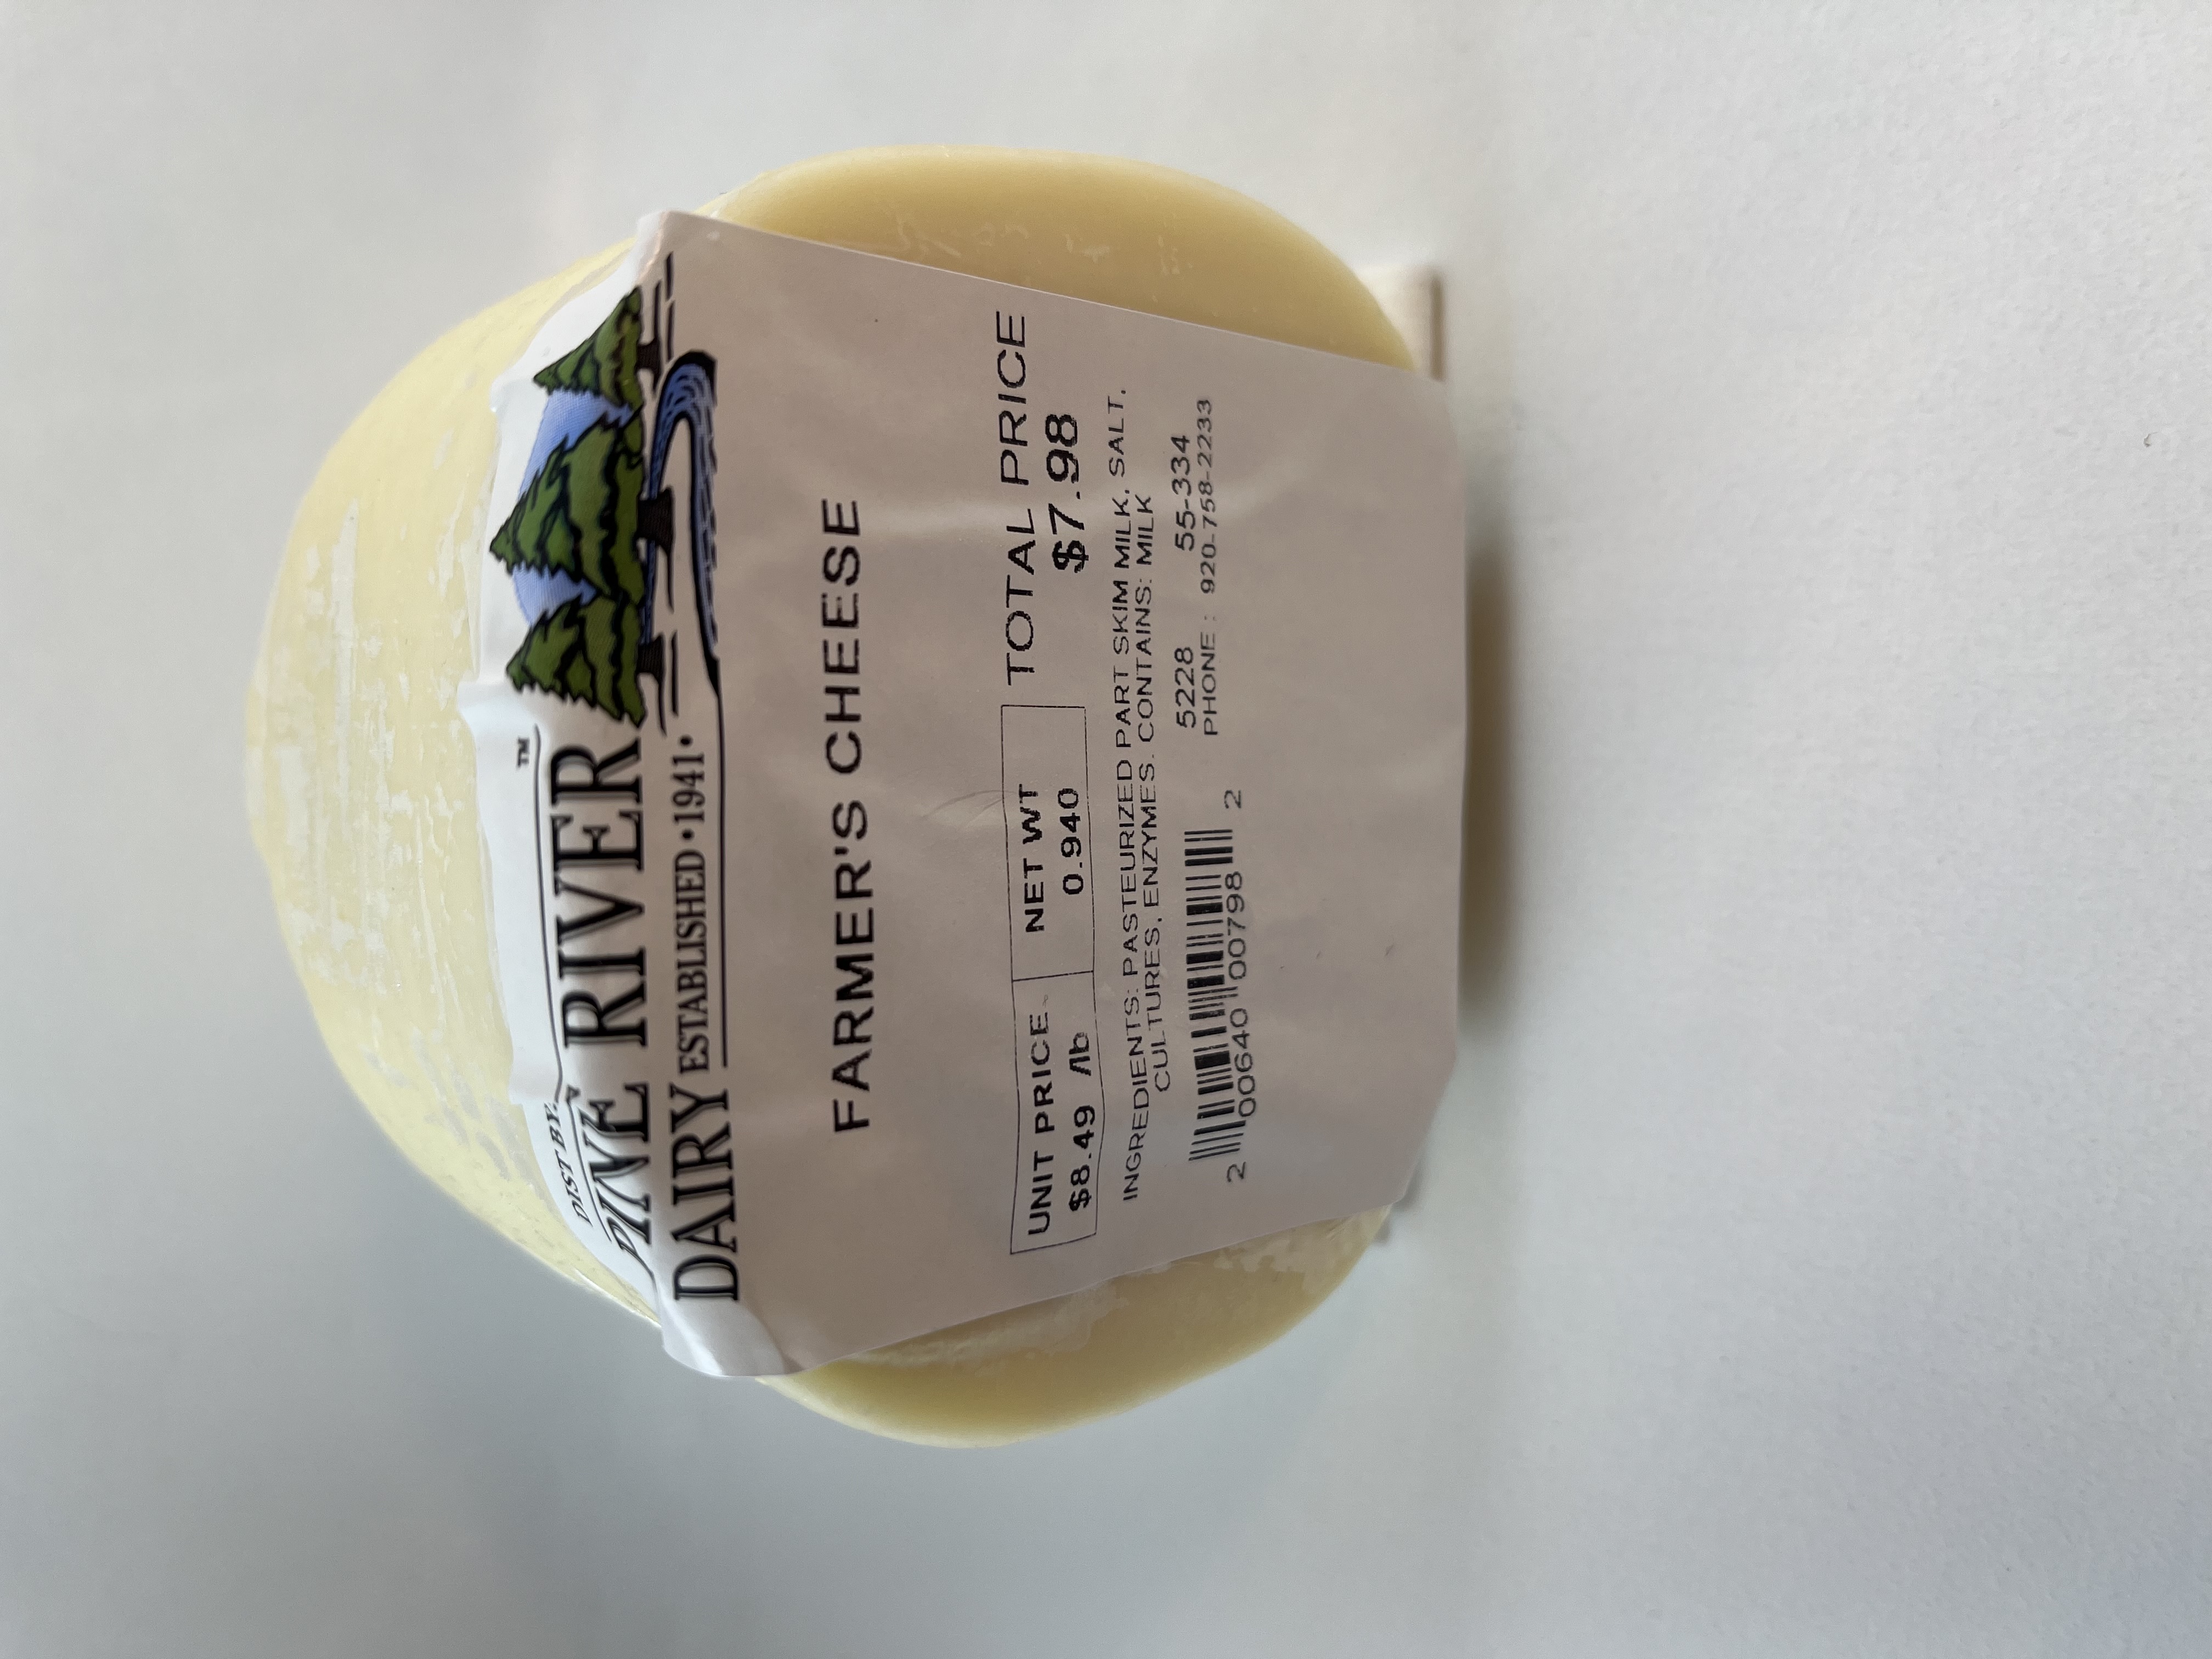 DIST BY:
PINE RIVER™
DAIRY ESTABLISHED •1941•
FARMER'S CHEESE
UNIT PRICE NET WT TOTAL PRICE
$8.49 /lb 0.940 $7.98
INGREDIENTS: PASTEURIZED PART SKIM MILK, SALT,
CULTURES, ENZYMES. CONTAINS: MILK
5228 55-334
PHONE : 920-758-2233
2 00640 00798 2